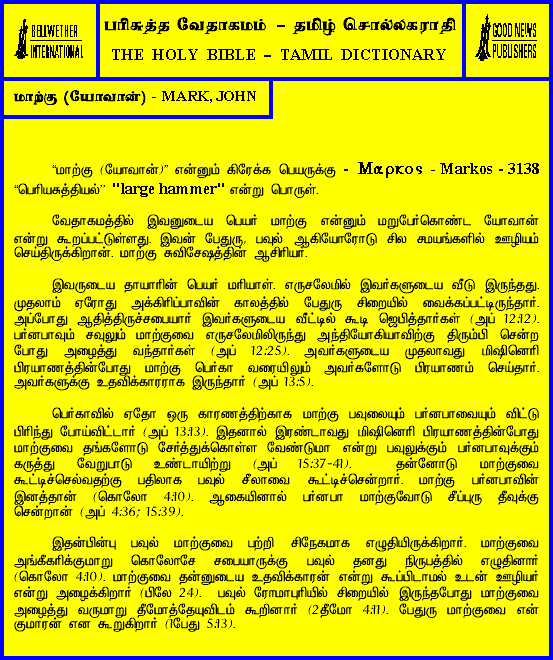 BELLWETHER
INTERNATIONAL
பரிசுத்த வேதாகமம் – தமிழ் சொல்லகராதி
THE HOLY BIBLE – TAMIL DICTIONARY
GOOD NEWS
PUBLISHERS
மாற்கு (யோவான்) - MARK, JOHN
“மாற்கு (யோவான்)” என்னும் கிரேக்க பெயருக்கு - Μαρκος - Markos - 3138
“பெரியசுத்தியல்” "large hammer" என்று பொருள்.
வேதாகமத்தில் இவனுடைய பெயர் மாற்கு என்னும் மறுபேர்கொண்ட யோவான்
என்று கூறப்பட்டுள்ளது. இவன் பேதுரு, பவுல் ஆகியோரோடு சில சமயங்களில் ஊழியம்
செய்திருக்கிறான். மாற்கு சுவிசேஷத்தின் ஆசிரியர்.
இவருடைய தாயாரின் பெயர் மரியாள். எருசலேமில் இவர்களுடைய வீடு இருந்தது.
முதலாம் ஏரோது அக்கிரிப்பாவின் காலத்தில் பேதுரு சிறையில் வைக்கப்பட்டிருந்தார்.
அப்போது ஆதித்திருச்சபையார் இவர்களுடைய வீட்டில் கூடி ஜெபித்தார்கள் (அப் 12:12).
பர்னபாவும் சவுலும் மாற்குவை எருசலேமிலிருந்து அந்தியோகியாவிற்கு திரும்பி சென்ற
போது அழைத்து வந்தார்கள் (அப் 12:25). அவர்களுடைய முதலாவது மிஷினெரி
பிரயாணத்தின்போது மாற்கு பெர்கா வரையிலும் அவர்களோடு பிரயாணம் செய்தார்.
அவர்களுக்கு உதவிக்காரராக இருந்தார் (அப் 13:5).
பெர்காவில் ஏதோ ஒரு காரணத்திற்காக மாற்கு பவுலையும் பர்னபாவையும் விட்டு
பிரிந்து போய்விட்டார் (அப் 13:13). இதனால் இரண்டாவது மிஷினெரி பிரயாணத்தின்போது
மாற்குவை தங்களோடு சேர்த்துக்கொள்ள வேண்டுமா என்று பவுலுக்கும் பர்னபாவுக்கும்
கருத்து வேறுபாடு உண்டாயிற்று (அப் 15:37-41). தன்னோடு மாற்குவை
கூட்டிச்செல்வதற்கு பதிலாக பவுல் சீலாவை கூட்டிச்சென்றார். மாற்கு பர்னபாவின்
இனத்தான் (கொலோ 4:10). ஆகையினால் பர்னபா மாற்குவோடு சீப்புரு தீவுக்கு
சென்றான் (அப் 4:36; 15:39).
இதன்பின்பு பவுல் மாற்குவை பற்றி சிநேகமாக எழுதியிருக்கிறார். மாற்குவை
அங்கீகரிக்குமாறு கொலோசே சபையாருக்கு பவுல் தனது நிருபத்தில் எழுதினார்
(கொலோ 4:10). மாற்குவை தன்னுடைய உதவிக்காரன் என்று கூப்பிடாமல் உடன் ஊழியர்
என்று அழைக்கிறார் (பிலே 24). பவுல் ரோமாபுரியில் சிறையில் இருந்தபோது மாற்குவை
அழைத்து வருமாறு தீமோத்தேயுவிடம் கூறினார் (2தீமோ 4:11). பேதுரு மாற்குவை என்
குமாரன் என கூறுகிறார் (1பேது 5:13).